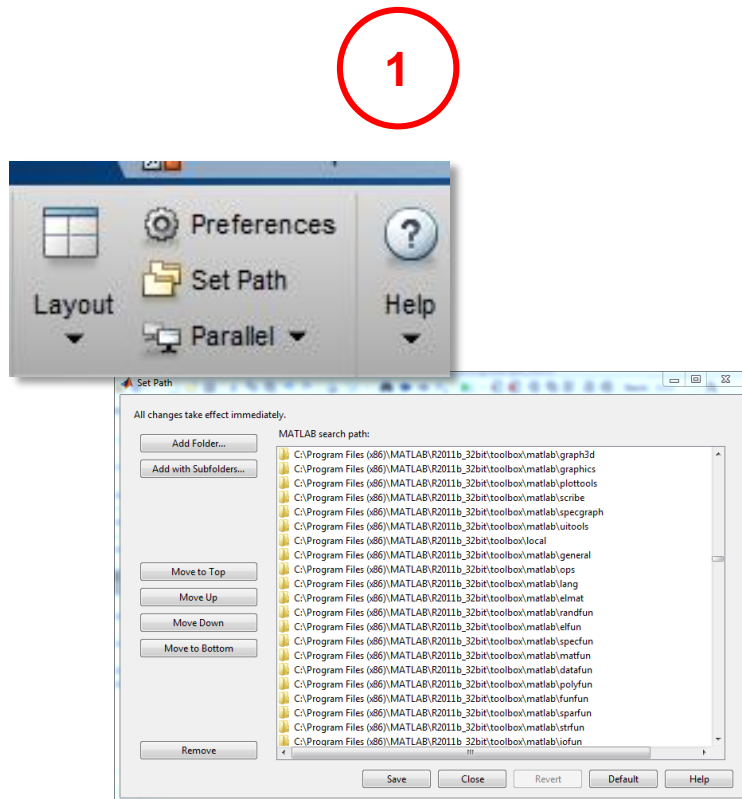 1
Layout
Preferences
Set Path
Parallel
Help
Set Path
All changes take effect immediately.
Add Folder...
Add with Subfolders...
Move to Top
Move Up
Move Down
Move to Bottom
Remove
MATLAB search path:
C:\Program Files (x86)\MATLAB\R2011b_32bit\toolbox\matlab\graph3d
C:\Program Files (x86)\MATLAB\R2011b_32bit\toolbox\matlab\graphics
C:\Program Files (x86)\MATLAB\R2011b_32bit\toolbox\matlab\plottools
C:\Program Files (x86)\MATLAB\R2011b_32bit\toolbox\matlab\scribe
C:\Program Files (x86)\MATLAB\R2011b_32bit\toolbox\matlab\specgraph
C:\Program Files (x86)\MATLAB\R2011b_32bit\toolbox\matlab\uitools
C:\Program Files (x86)\MATLAB\R2011b_32bit\toolbox\local
C:\Program Files (x86)\MATLAB\R2011b_32bit\toolbox\matlab\general
C:\Program Files (x86)\MATLAB\R2011b_32bit\toolbox\matlab\ops
C:\Program Files (x86)\MATLAB\R2011b_32bit\toolbox\matlab\lang
C:\Program Files (x86)\MATLAB\R2011b_32bit\toolbox\matlab\elmat
C:\Program Files (x86)\MATLAB\R2011b_32bit\toolbox\matlab\randfun
C:\Program Files (x86)\MATLAB\R2011b_32bit\toolbox\matlab\elfun
C:\Program Files (x86)\MATLAB\R2011b_32bit\toolbox\matlab\specfun
C:\Program Files (x86)\MATLAB\R2011b_32bit\toolbox\matlab\matfun
C:\Program Files (x86)\MATLAB\R2011b_32bit\toolbox\matlab\datafun
C:\Program Files (x86)\MATLAB\R2011b_32bit\toolbox\matlab\polyfun
C:\Program Files (x86)\MATLAB\R2011b_32bit\toolbox\matlab\funfun
C:\Program Files (x86)\MATLAB\R2011b_32bit\toolbox\matlab\sparfun
C:\Program Files (x86)\MATLAB\R2011b_32bit\toolbox\matlab\strfun
C:\Program Files (x86)\MATLAB\R2011b_32bit\toolbox\matlab\iofun
Save
Close
Revert
Default
Help